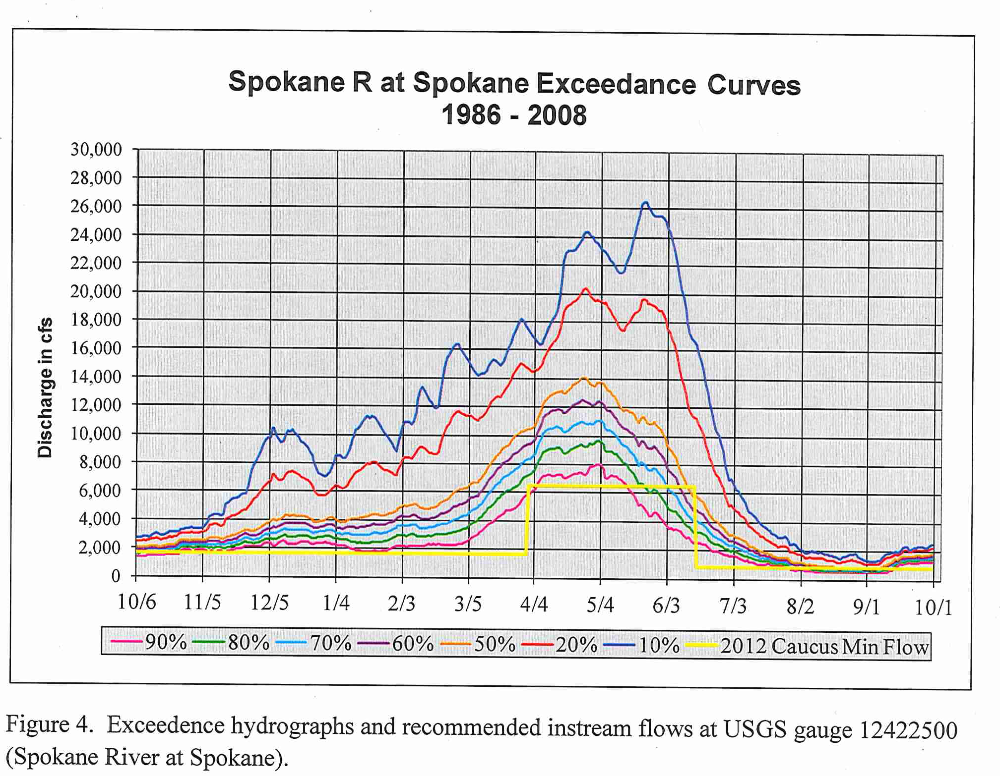 Spokane R at Spokane Exceedance Curves
1986 - 2008
Discharge in cfs
30,000
28,000
26,000
24,000
22,000
20,000
18,000
16,000
14,000
12,000
10,000
8,000
6,000
4,000
2,000
0
10/6 11/5 12/5 1/4 2/3 3/5 4/4 5/4 6/3 7/3 8/2 9/1 10/1
90% 80% 70% 60% 50% 20% 10% 2012 Caucus Min Flow
Figure 4. Exceedence hydrographs and recommended instream flows at USGS gauge 12422500
(Spokane River at Spokane).